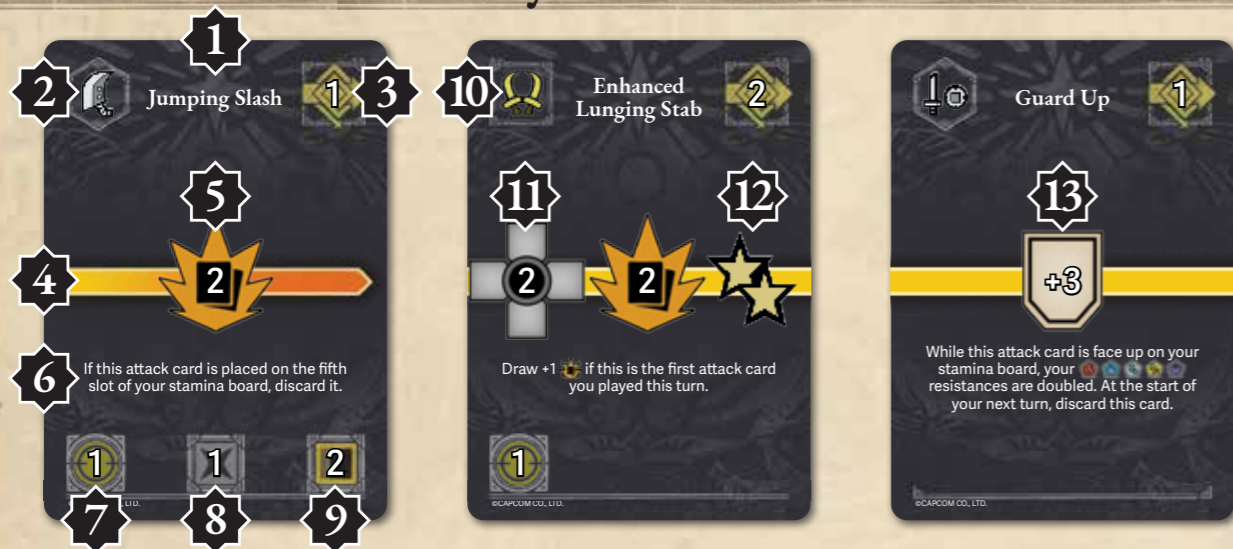 1
2
Jumping Slash
1
3
5
4
2
6
If this attack card is placed on the fifth
slot of your stamina board, discard it.
1
1
2
LTD.
7
8
9
10
Enhanced
Lunging Stab
2
11
12
2
2
Draw +1 if this is the first attack card
you played this turn.
1
©CAPCOM CO., LTD.
Guard Up
1
13
+3
While this attack card is face up on your
stamina board, your
resistances are doubled. At the start of
your next turn, discard this card.
©CAPCOM CO., LTD.